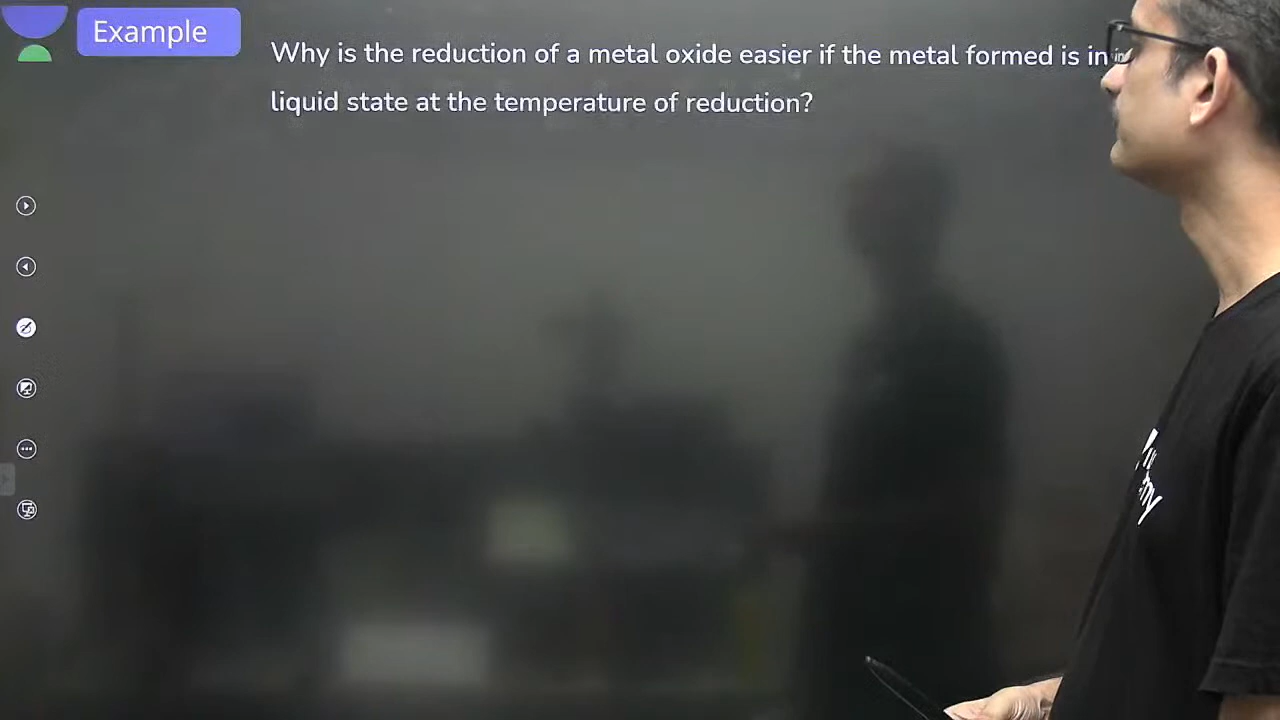 Example
Why is the reduction of a metal oxide easier if the metal formed is in
liquid state at the temperature of reduction?